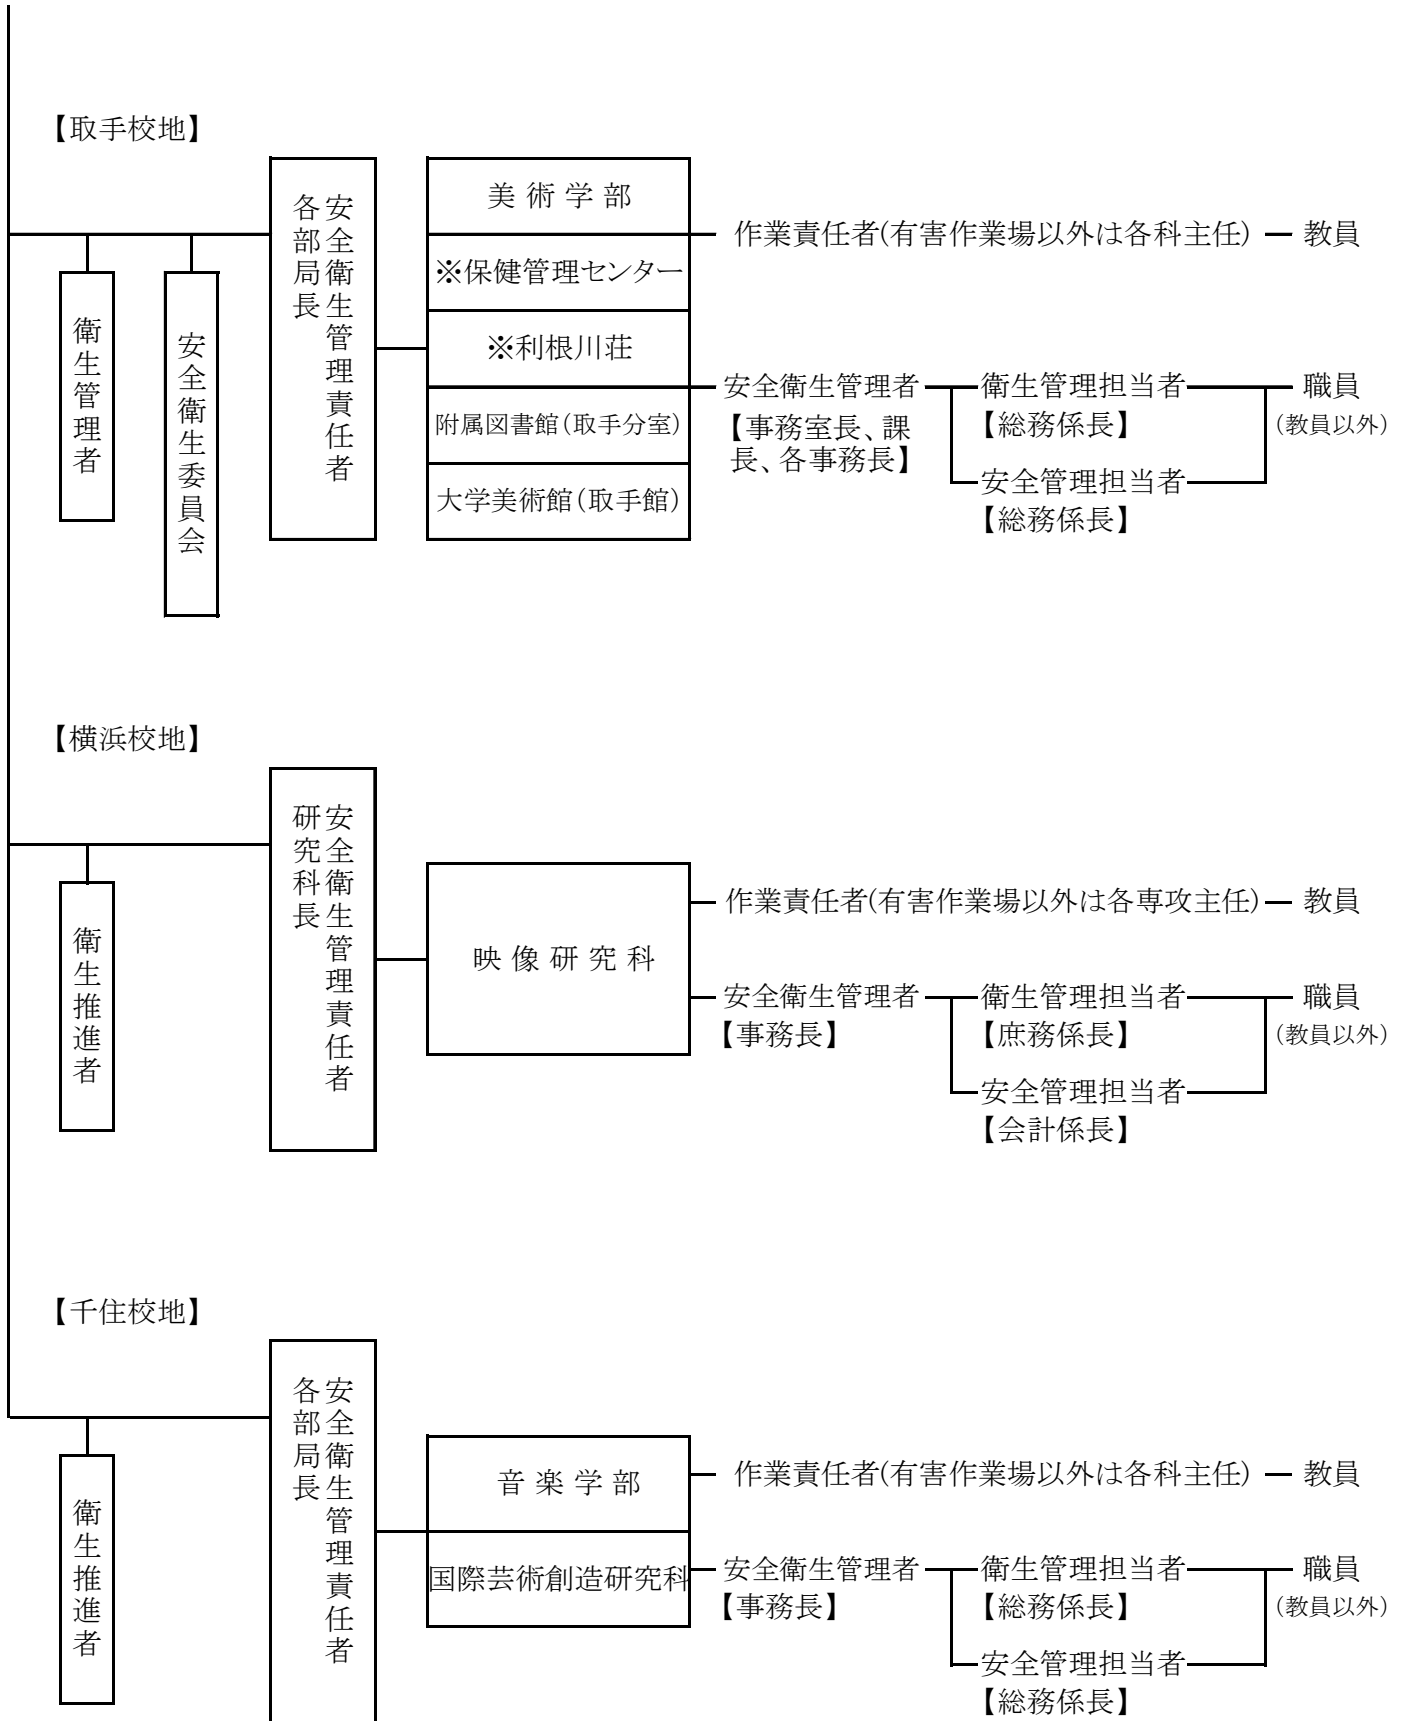 【取手校地】
安全衛生管理責任者
各部局長
衛生管理者
安全衛生委員会
美術学部
※保健管理センター
※利根川荘
附属図書館(取手分室)
大学美術館(取手館)
作業責任者(有害作業場以外は各科主任)
教員
安全衛生管理者
【事務室長、課
長、各事務長】
衛生管理担当者
【総務係長】
安全管理担当者
【総務係長】
職員
(教員以外)
【横浜校地】
安全衛生管理責任者
研究科長
衛生推進者
映像研究科
作業責任者(有害作業場以外は各専攻主任)
教員
安全衛生管理者
【事務長】
衛生管理担当者
【庶務係長】
安全管理担当者
【会計係長】
職員
(教員以外)
【千住校地】
安全衛生管理責任者
各部局長
衛生推進者
音楽学部
国際芸術創造研究科
作業責任者(有害作業場以外は各科主任)
教員
安全衛生管理者
【事務長】
衛生管理担当者
【総務係長】
安全管理担当者
【総務係長】
職員
(教員以外)